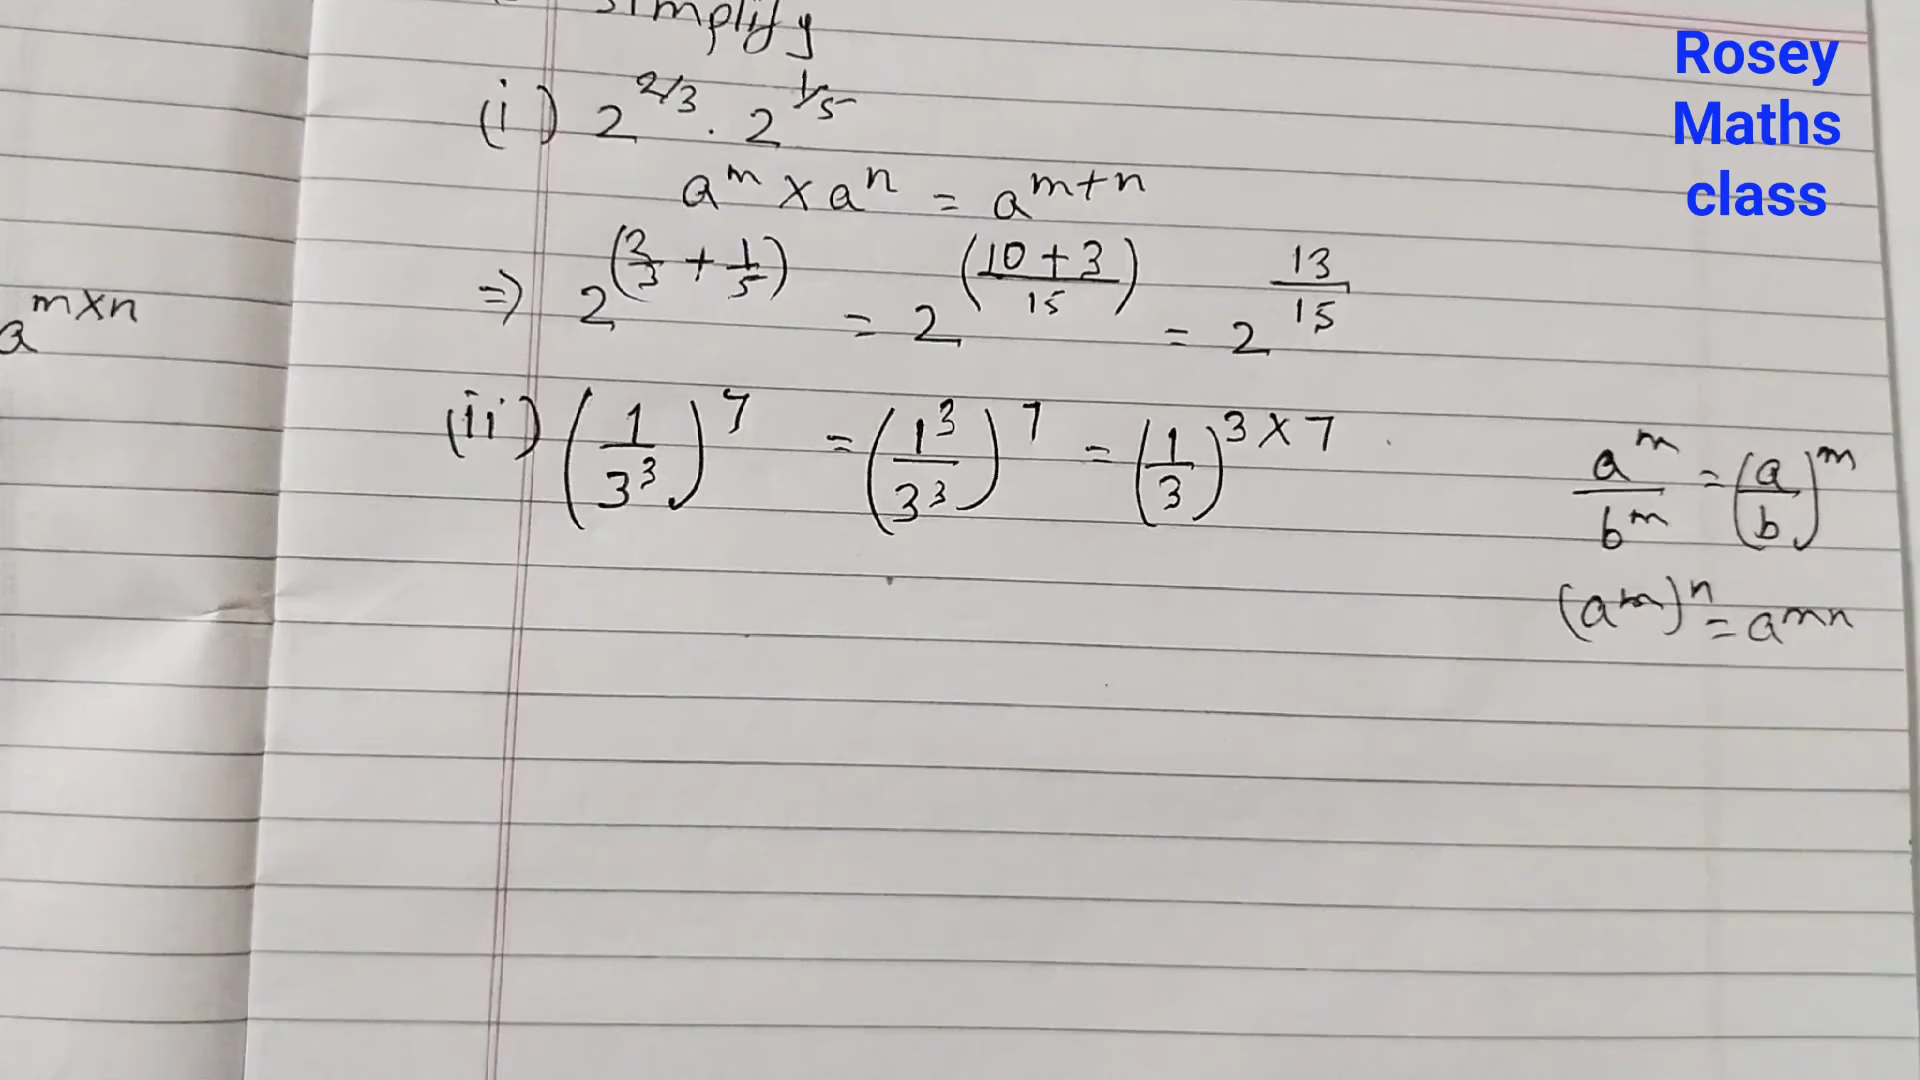 simplify
(i) 2^{2/3} . 2^{1/5}
a^m × a^n = a^{m+n}
⇒ 2^{(2/3 + 1/5)} = 2^{((10+3)/15)} = 2^{13/15}
a^{m×n}
(ii) (1/3^3)^7 = (1^3/3^3)^7 = (1/3)^{3×7}
a^m/b^m = (a/b)^m
(a^m)^n = a^{mn}
Rosey
Maths
class